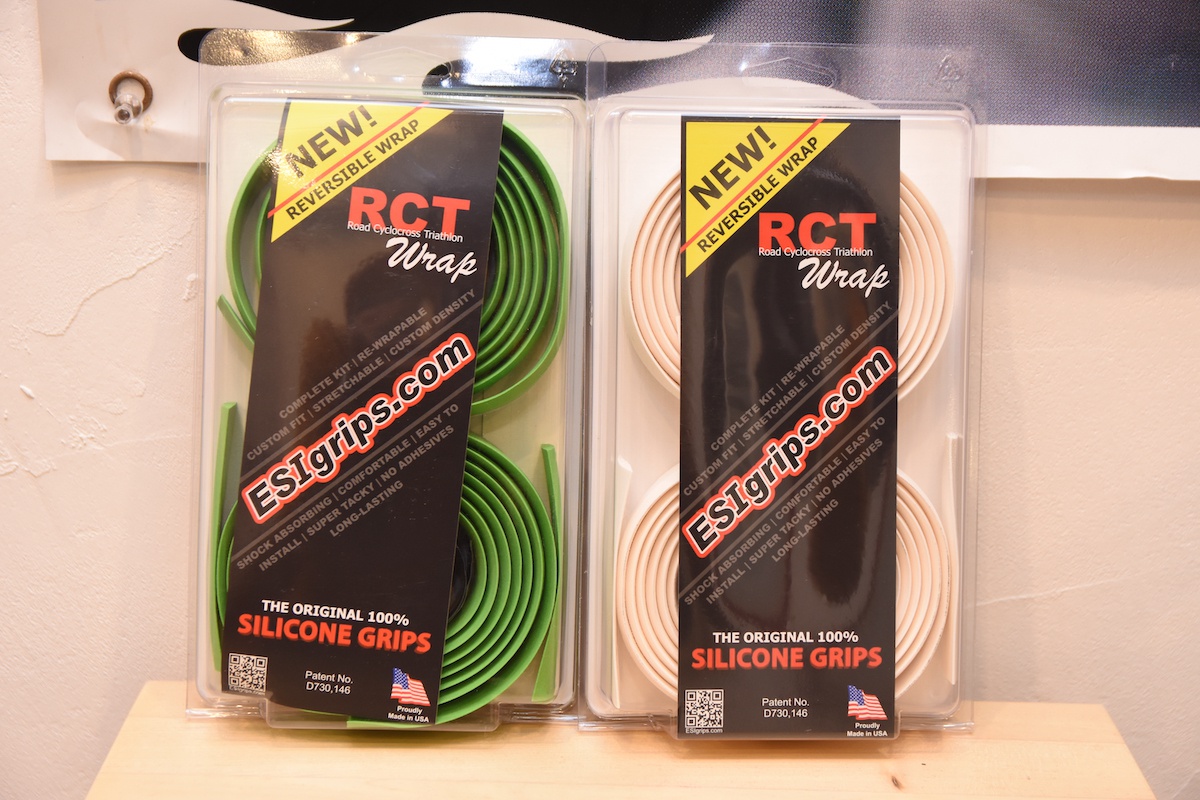 NEW!
REVERSIBLE WRAP
RCT
Road Cyclocross Triathlon
Wrap
COMPLETE KIT | RE-WRAPABLE
CUSTOM FIT | STRETCHABLE | CUSTOM DENSITY
ESIgrips.com
SHOCK ABSORBING | COMFORTABLE | EASY TO
INSTALL | SUPER TACKY | NO ADHESIVES
LONG-LASTING
THE ORIGINAL 100%
SILICONE GRIPS
Patent No.
D730,146
ESIgrips.com
Proudly
Made in USA
NEW!
REVERSIBLE WRAP
RCT
Road Cyclocross Triathlon
Wrap
COMPLETE KIT | RE-WRAPABLE
CUSTOM FIT | STRETCHABLE | CUSTOM DENSITY
ESIgrips.com
SHOCK ABSORBING | COMFORTABLE | EASY TO
INSTALL | SUPER TACKY | NO ADHESIVES
LONG-LASTING
THE ORIGINAL 100%
SILICONE GRIPS
Patent No.
D730,146
ESIgrips.com
Proudly
Made in USA